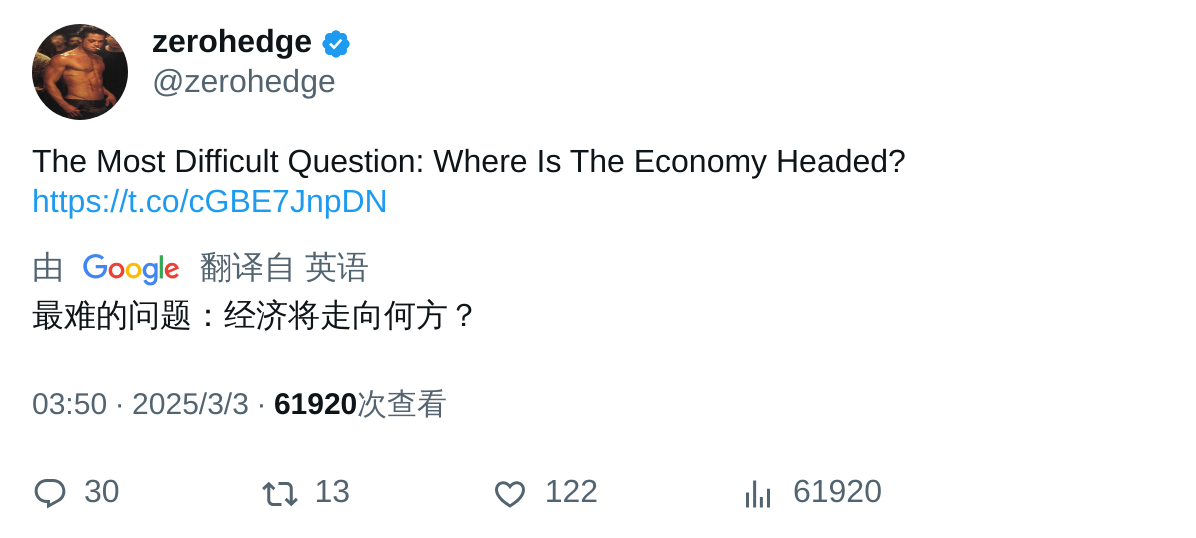 zerohedge
@zerohedge
The Most Difficult Question: Where Is The Economy Headed?
https://t.co/cGBE7JnpDN
由 Google 翻译自 英语
最难的问题：经济将走向何方？
03:50 · 2025/3/3 · 61920次查看
30 13 122 61920